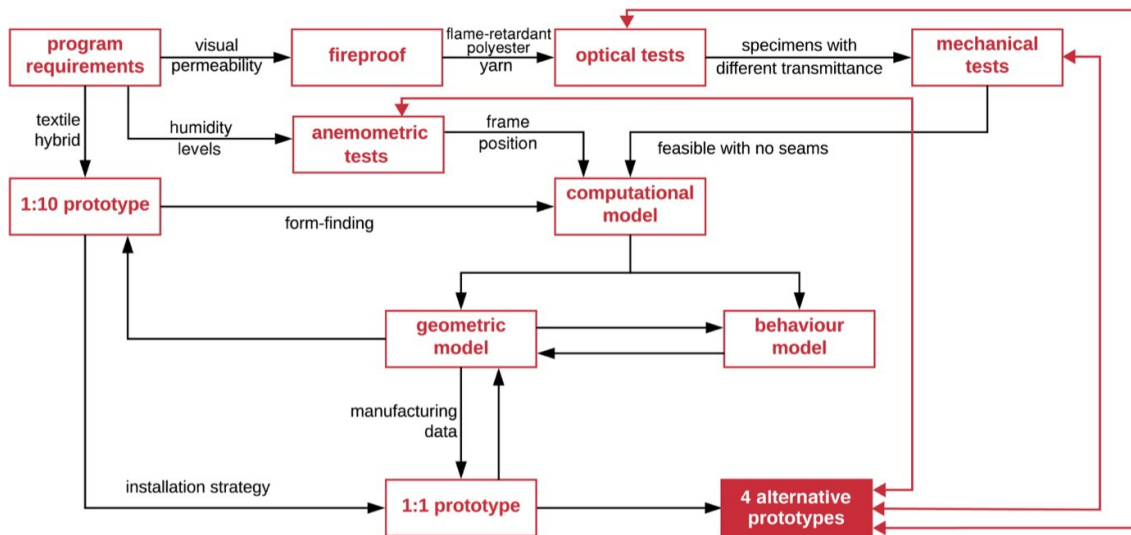 program
requirements
visual
permeability
fireproof
flame-retardant
polyester
yarn
optical tests
specimens with
different transmittance
mechanical
tests
textile
hybrid
humidity
levels
anemometric
tests
frame
position
feasible with no seams
1:10 prototype
form-finding
computational
model
geometric
model
behaviour
model
manufacturing
data
installation strategy
1:1 prototype
4 alternative
prototypes